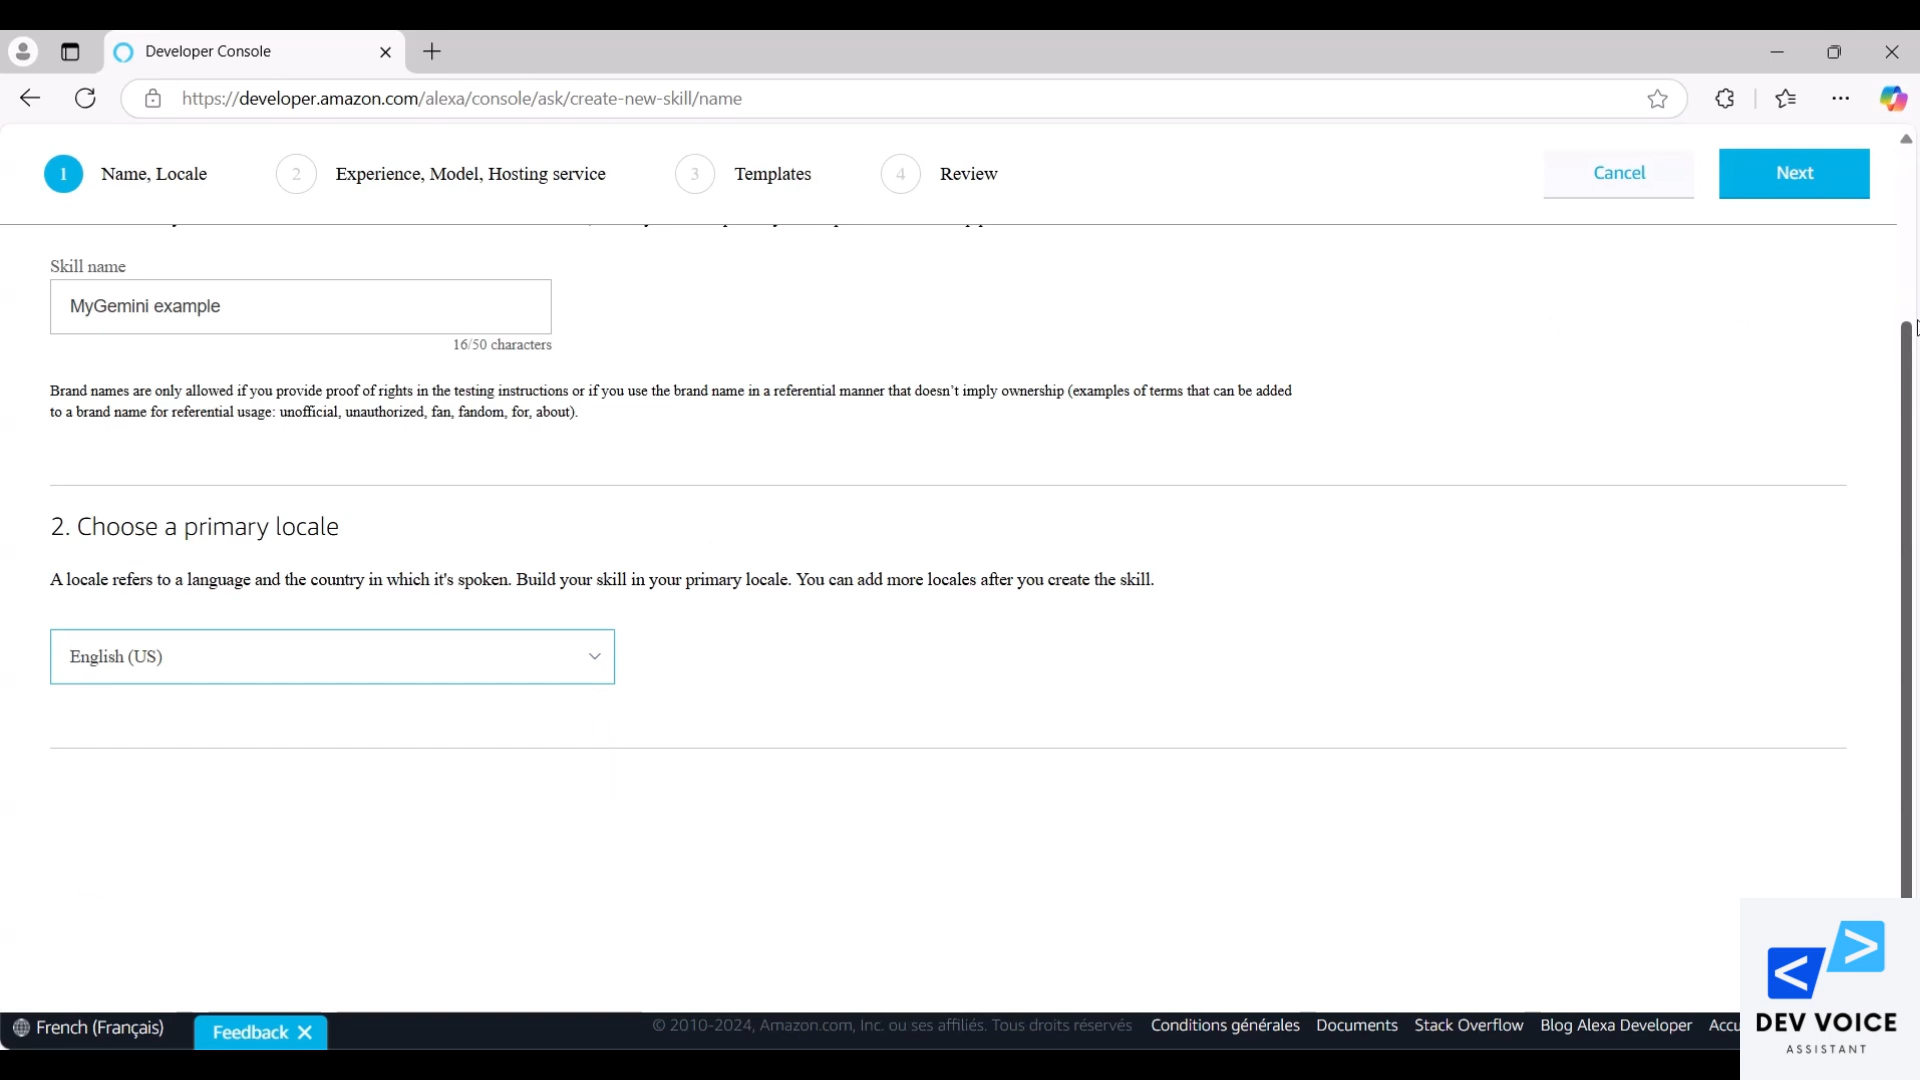 Developer Console
https://developer.amazon.com/alexa/console/ask/create-new-skill/name
1 Name, Locale 2 Experience, Model, Hosting service 3 Templates 4 Review Cancel Next
Skill name
MyGemini example
16/50 characters
Brand names are only allowed if you provide proof of rights in the testing instructions or if you use the brand name in a referential manner that doesn't imply ownership (examples of terms that can be added
to a brand name for referential usage: unofficial, unauthorized, fan, fandom, for, about).
2. Choose a primary locale
A locale refers to a language and the country in which it's spoken. Build your skill in your primary locale. You can add more locales after you create the skill.
English (US)
French (Français) Feedback © 2010-2024, Amazon.com, Inc. ou ses affiliés. Tous droits réservés Conditions générales Documents Stack Overflow Blog Alexa Developer Accu
DEV VOICE
ASSISTANT